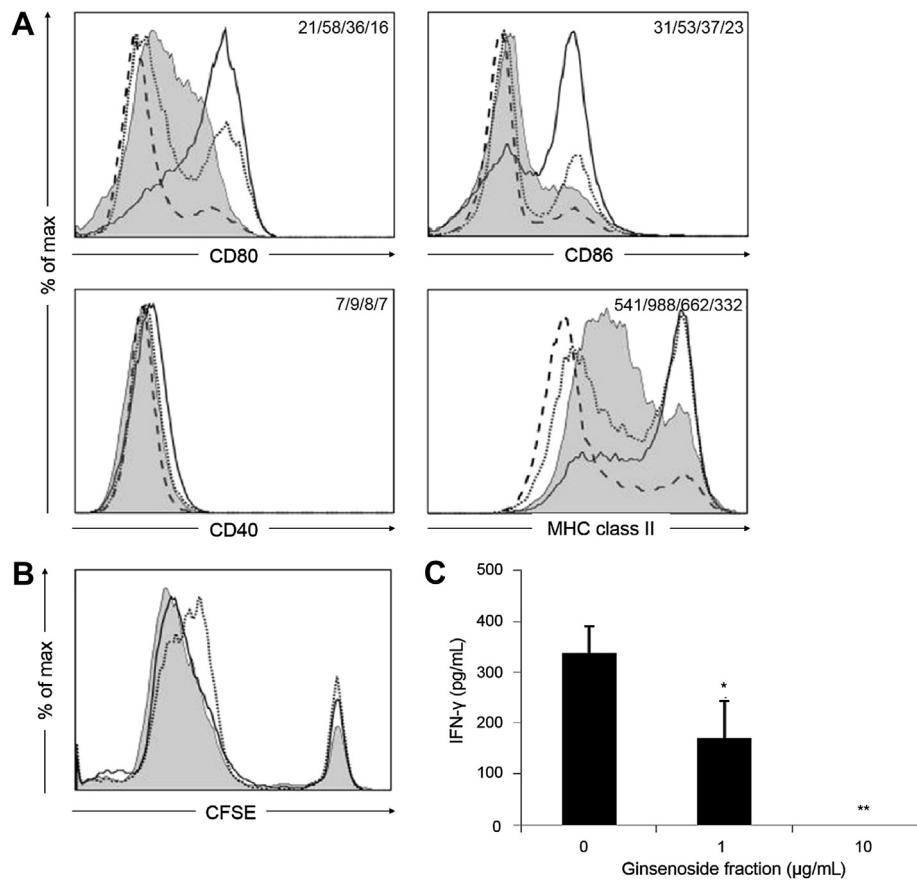 A
% of max
21/58/36/16
CD80
31/53/37/23
CD86
7/9/8/7
CD40
541/988/662/332
MHC class II
B
% of max
CFSE
C
IFN-γ (pg/mL)
500
400
300
200
100
0
*
**
0 1 10
Ginsenoside fraction (μg/mL)